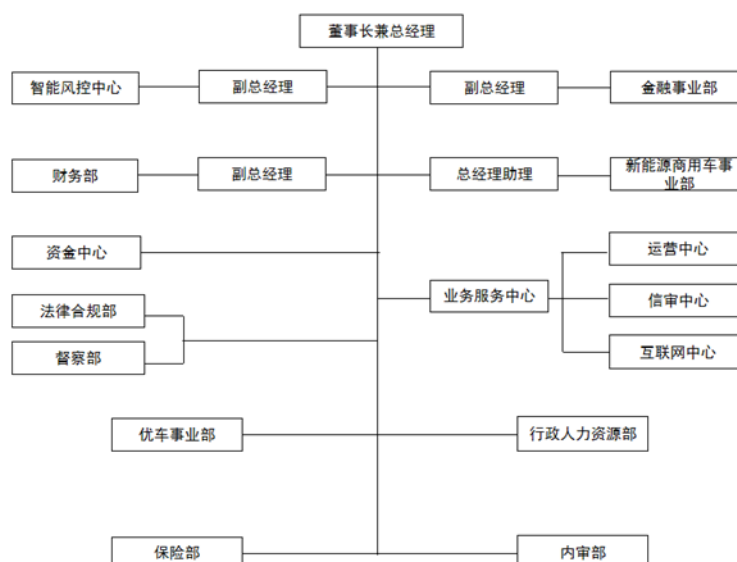 董事长兼总经理
智能风控中心
副总经理
副总经理
金融事业部
财务部
副总经理
总经理助理
新能源商用车事
业部
资金中心
运营中心
业务服务中心
法律合规部
信审中心
督察部
互联网中心
优车事业部
行政人力资源部
保险部
内审部